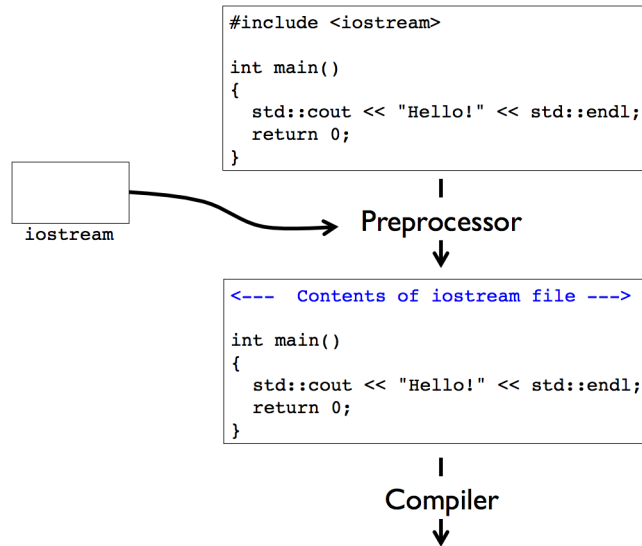 #include <iostream>
int main()
{
  std::cout << "Hello!" << std::endl;
  return 0;
}
iostream
Preprocessor
<---  Contents of iostream file --->
int main()
{
  std::cout << "Hello!" << std::endl;
  return 0;
}
Compiler